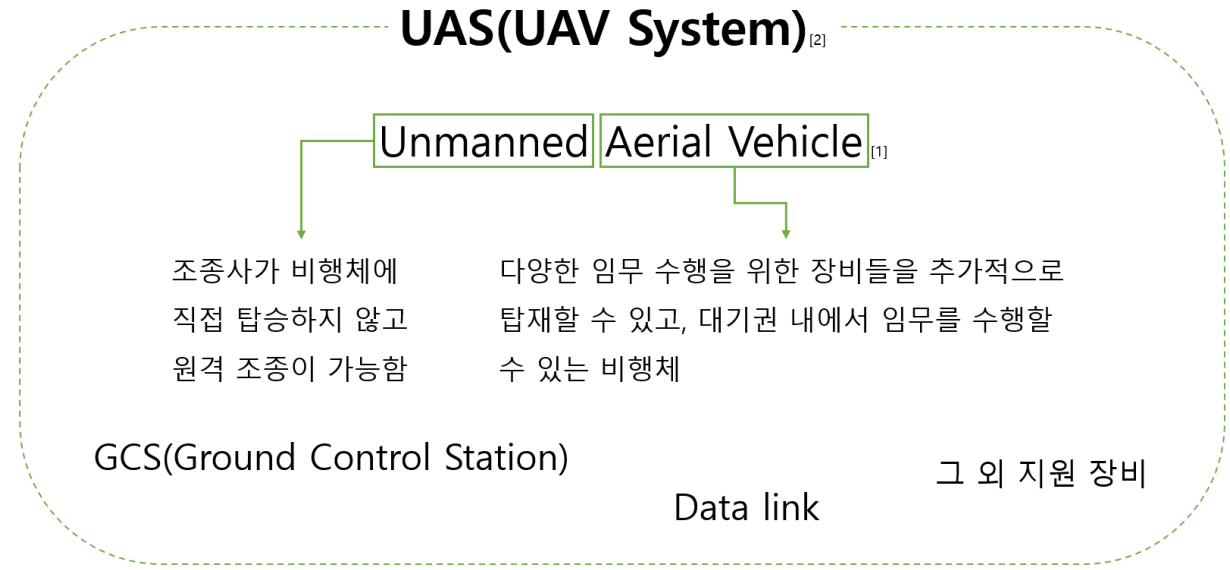 UAS(UAV System)[2]
Unmanned Aerial Vehicle[1]
조종사가 비행체에
직접 탑승하지 않고
원격 조종이 가능함
다양한 임무 수행을 위한 장비들을 추가적으로
탑재할 수 있고, 대기권 내에서 임무를 수행할
수 있는 비행체
GCS(Ground Control Station)
Data link
그 외 지원 장비